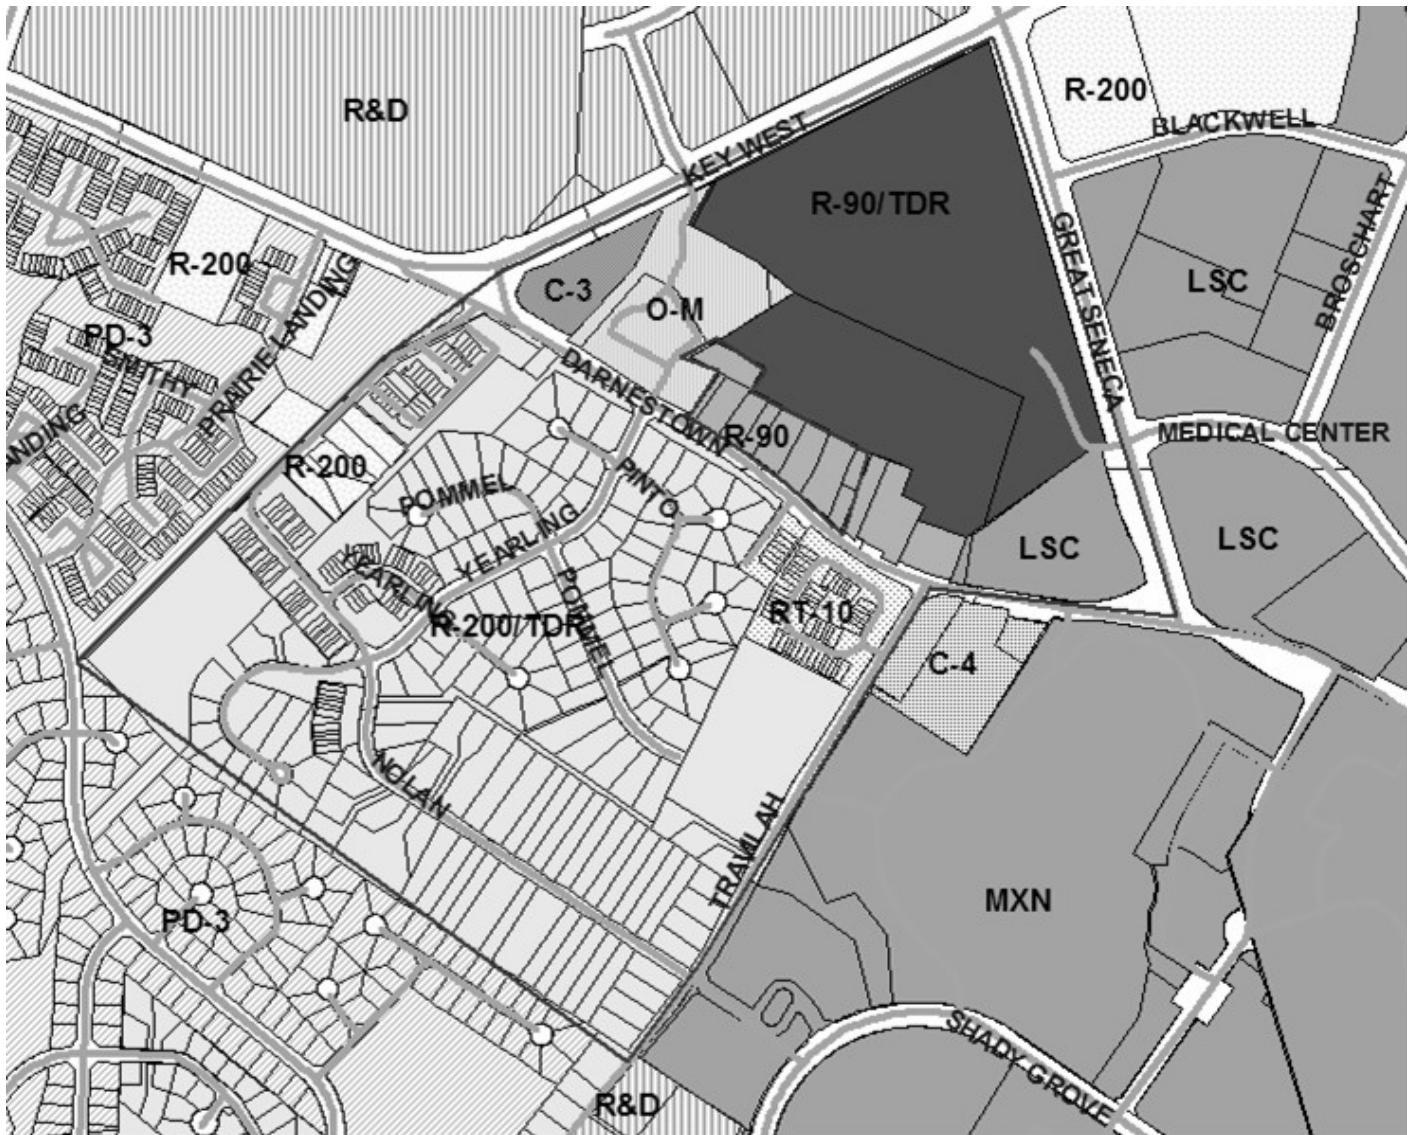 R&D
R-200
BLACKWELL
KEY WEST
R-90/TDR
BROSCHART
GREAT SENECA
R-200
PRAIRIE LANDING
C-3
LSC
O-M
PD-3
SMITHY
DARNESTOWN
ANDING
R-90
MEDICAL CENTER
R-200
POMMEL
PINTO
YEARLING
LSC
LSC
YEARLING
POMMEL
R-200/TDR
RT-10
C-4
NOLAN
TRAVILAH
MXN
PD-3
SHADY GROVE
R&D